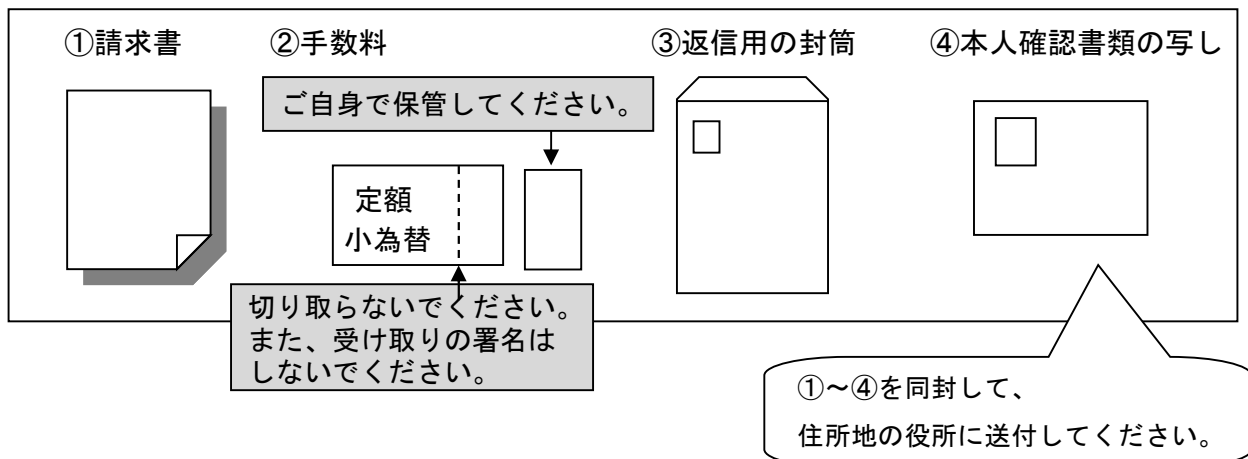 ①請求書
②手数料
③返信用の封筒
④本人確認書類の写し
ご自身で保管してください。
定額
小為替
切り取らないでください。
また、受け取りの署名は
しないでください。
①～④を同封して、
住所地の役所に送付してください。